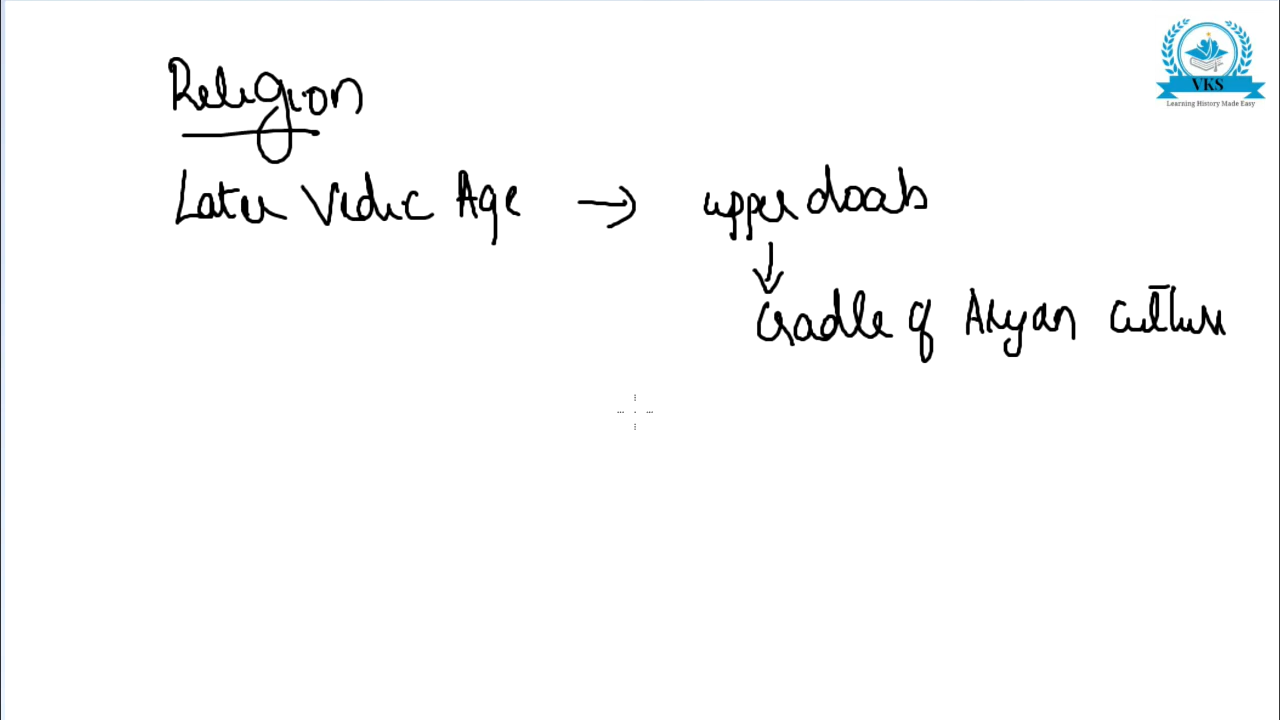 VKS
Learning History Made Easy
Religion
Later Vedic Age → upper doab
↓
Cradle of Aryan Culture